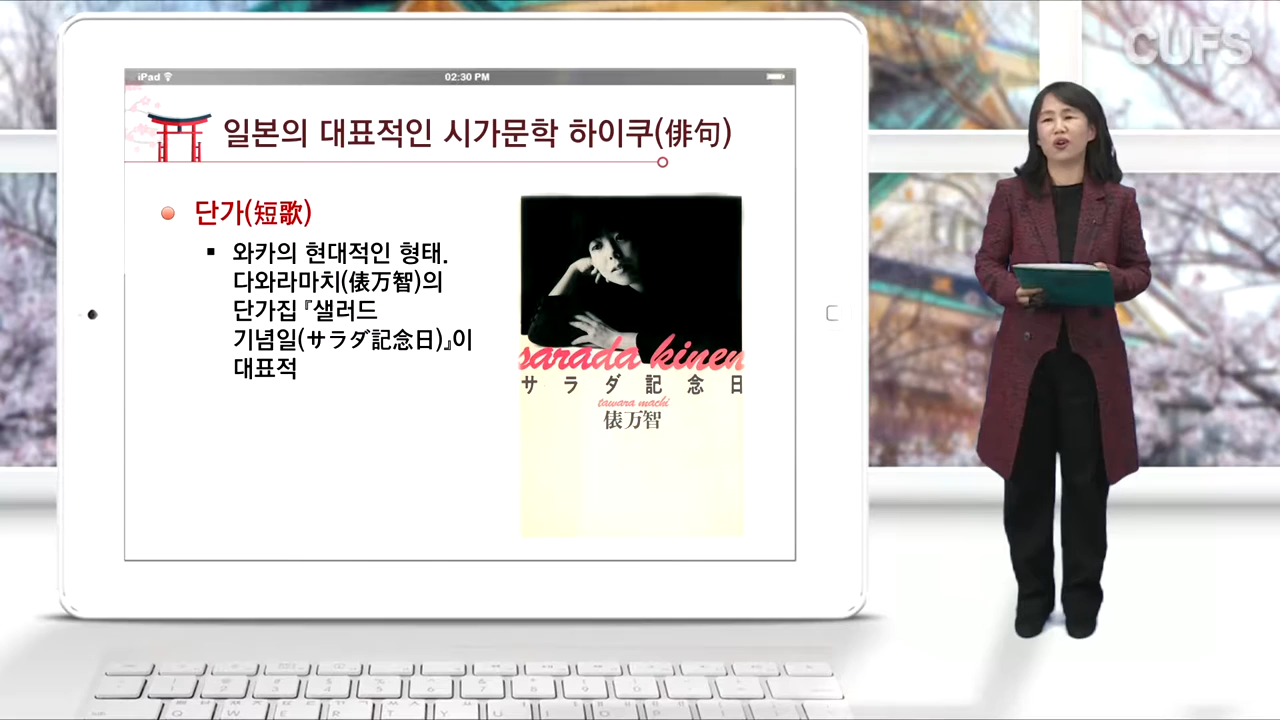 CUFS
iPad
02:30 PM
일본의 대표적인 시가문학 하이쿠(俳句)
단가(短歌)
와카의 현대적인 형태.
다와라마치(俵万智)의
단가집『샐러드
기념일(サラダ記念日)』이
대표적
sarada kinen
サラダ記念日
tawara machi
俵万智